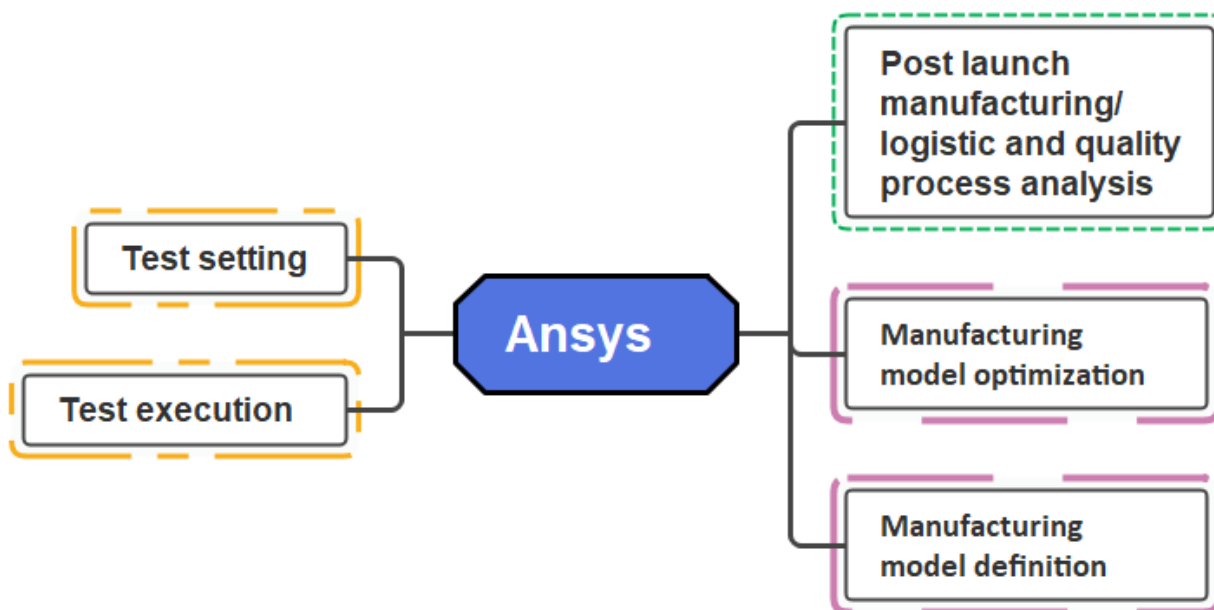 Post launch
manufacturing/
logistic and quality
process analysis
Test setting
Ansys
Manufacturing
model optimization
Test execution
Manufacturing
model definition